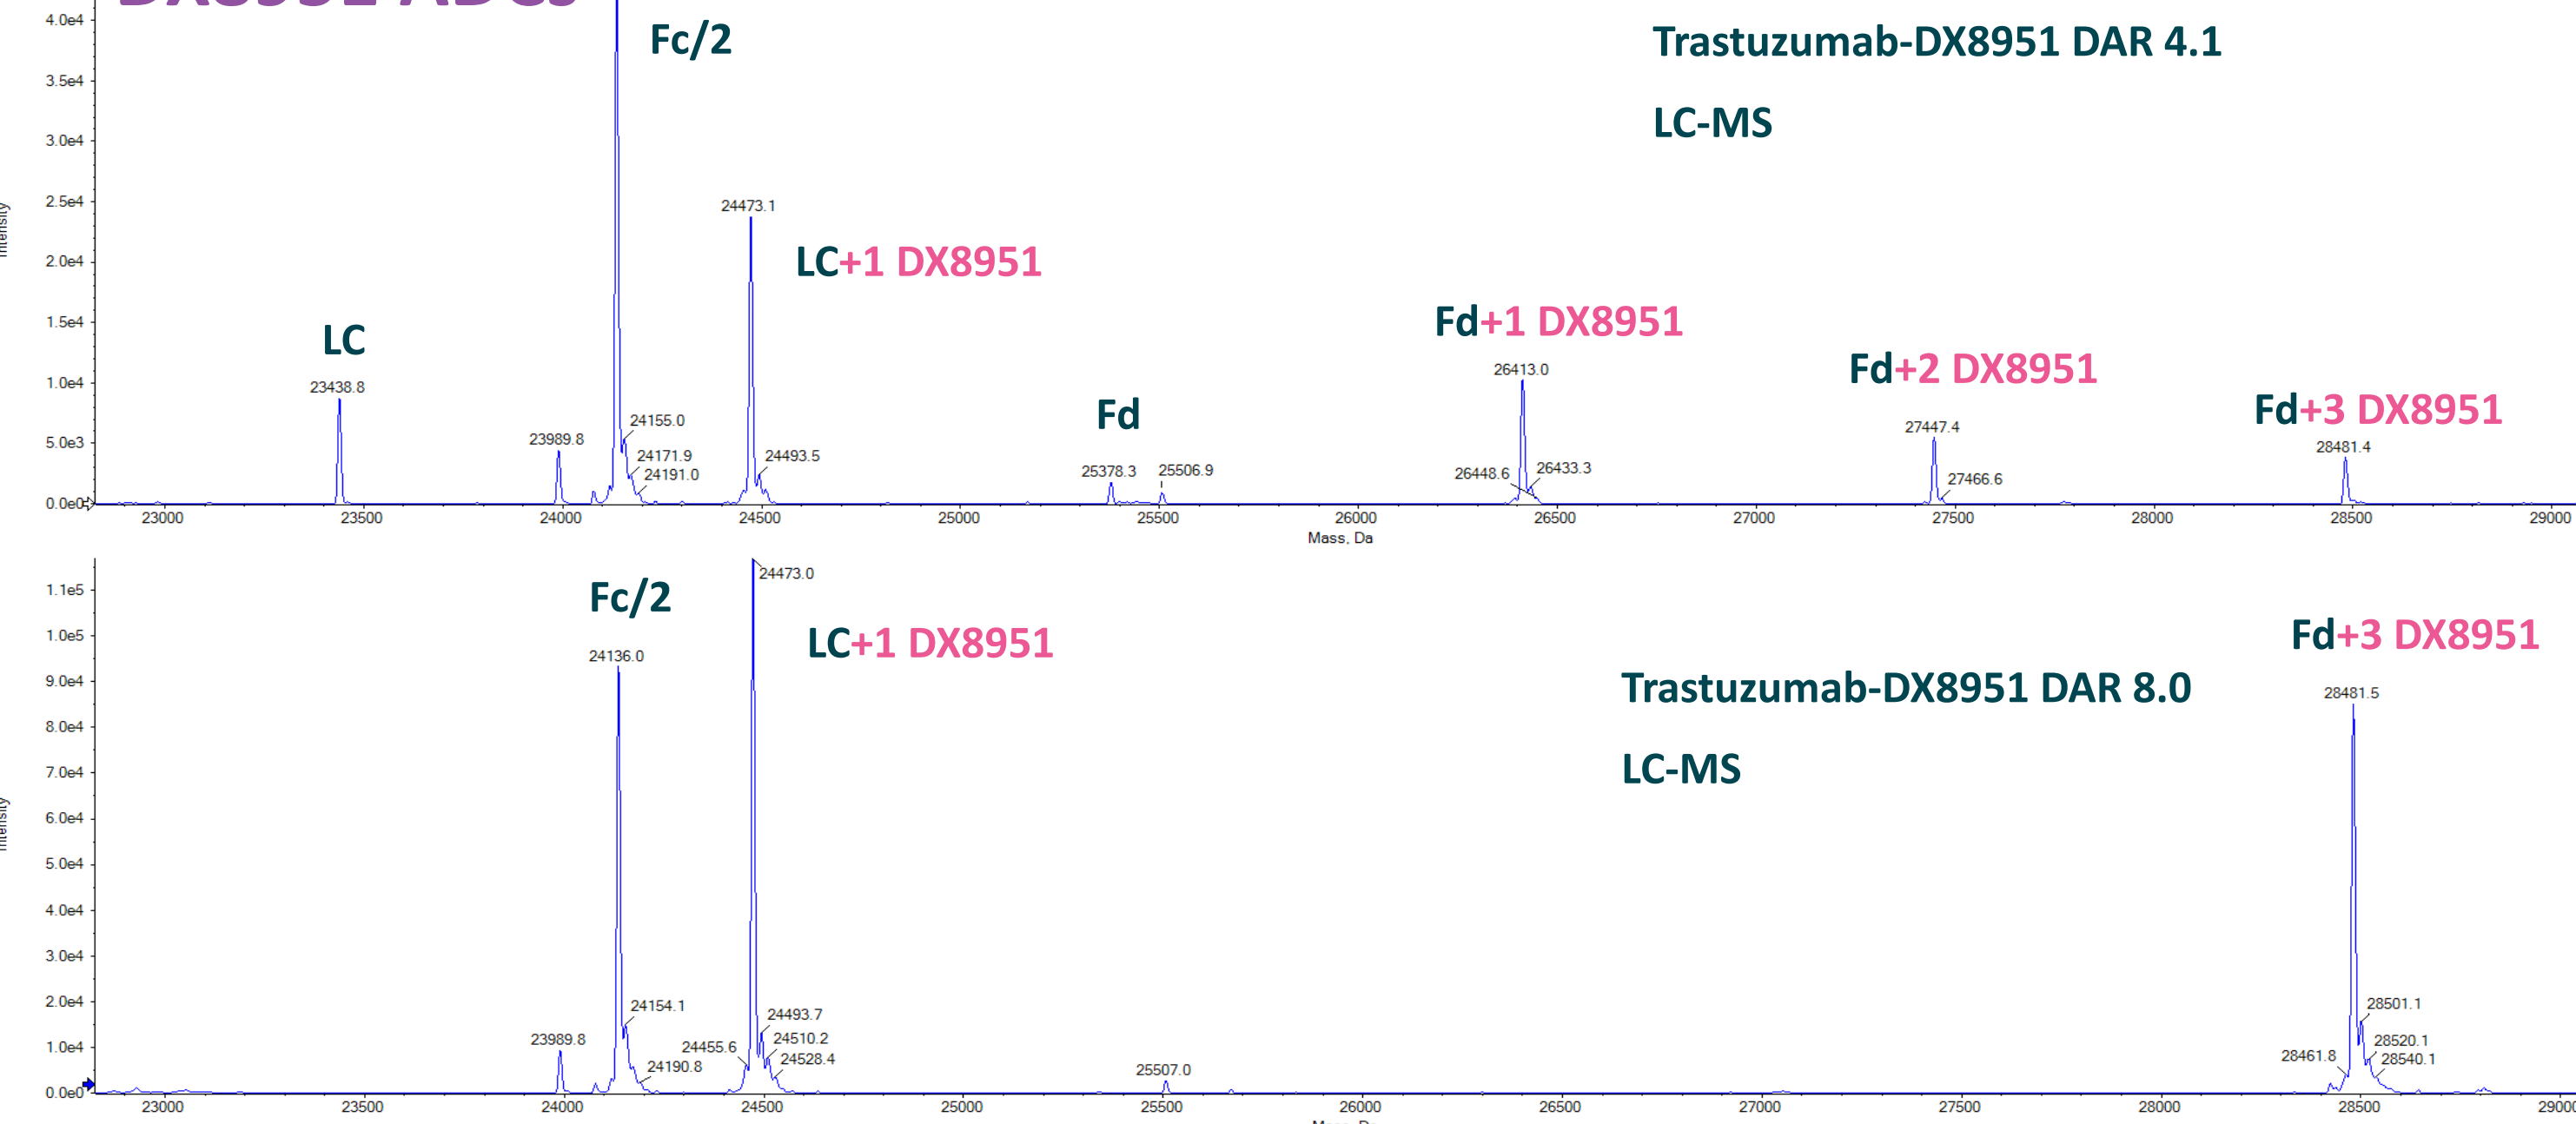 DX8951 ADCs
4.0e4
3.5e4
3.0e4
2.5e4
2.0e4
1.5e4
1.0e4
5.0e3
0.0e0
Intensity
Fc/2
Trastuzumab-DX8951 DAR 4.1
LC-MS
24473.1
LC+1 DX8951
LC
23438.8
23989.8
24155.0
24171.9
24191.0
24493.5
Fd
25378.3
25506.9
Fd+1 DX8951
26413.0
26448.6
26433.3
Fd+2 DX8951
27447.4
27466.6
Fd+3 DX8951
28481.4
23000 23500 24000 24500 25000 25500 26000 26500 27000 27500 28000 28500 29000
Mass, Da
1.1e5
1.0e5
9.0e4
8.0e4
7.0e4
6.0e4
5.0e4
4.0e4
3.0e4
2.0e4
1.0e4
0.0e0
Intensity
Fc/2
24136.0
24473.0
LC+1 DX8951
Trastuzumab-DX8951 DAR 8.0
LC-MS
Fd+3 DX8951
28481.5
23989.8
24154.1
24190.8
24455.6
24493.7
24510.2
24528.4
25507.0
28501.1
28461.8
28520.1
28540.1
23000 23500 24000 24500 25000 25500 26000 26500 27000 27500 28000 28500 29000
Mass, Da